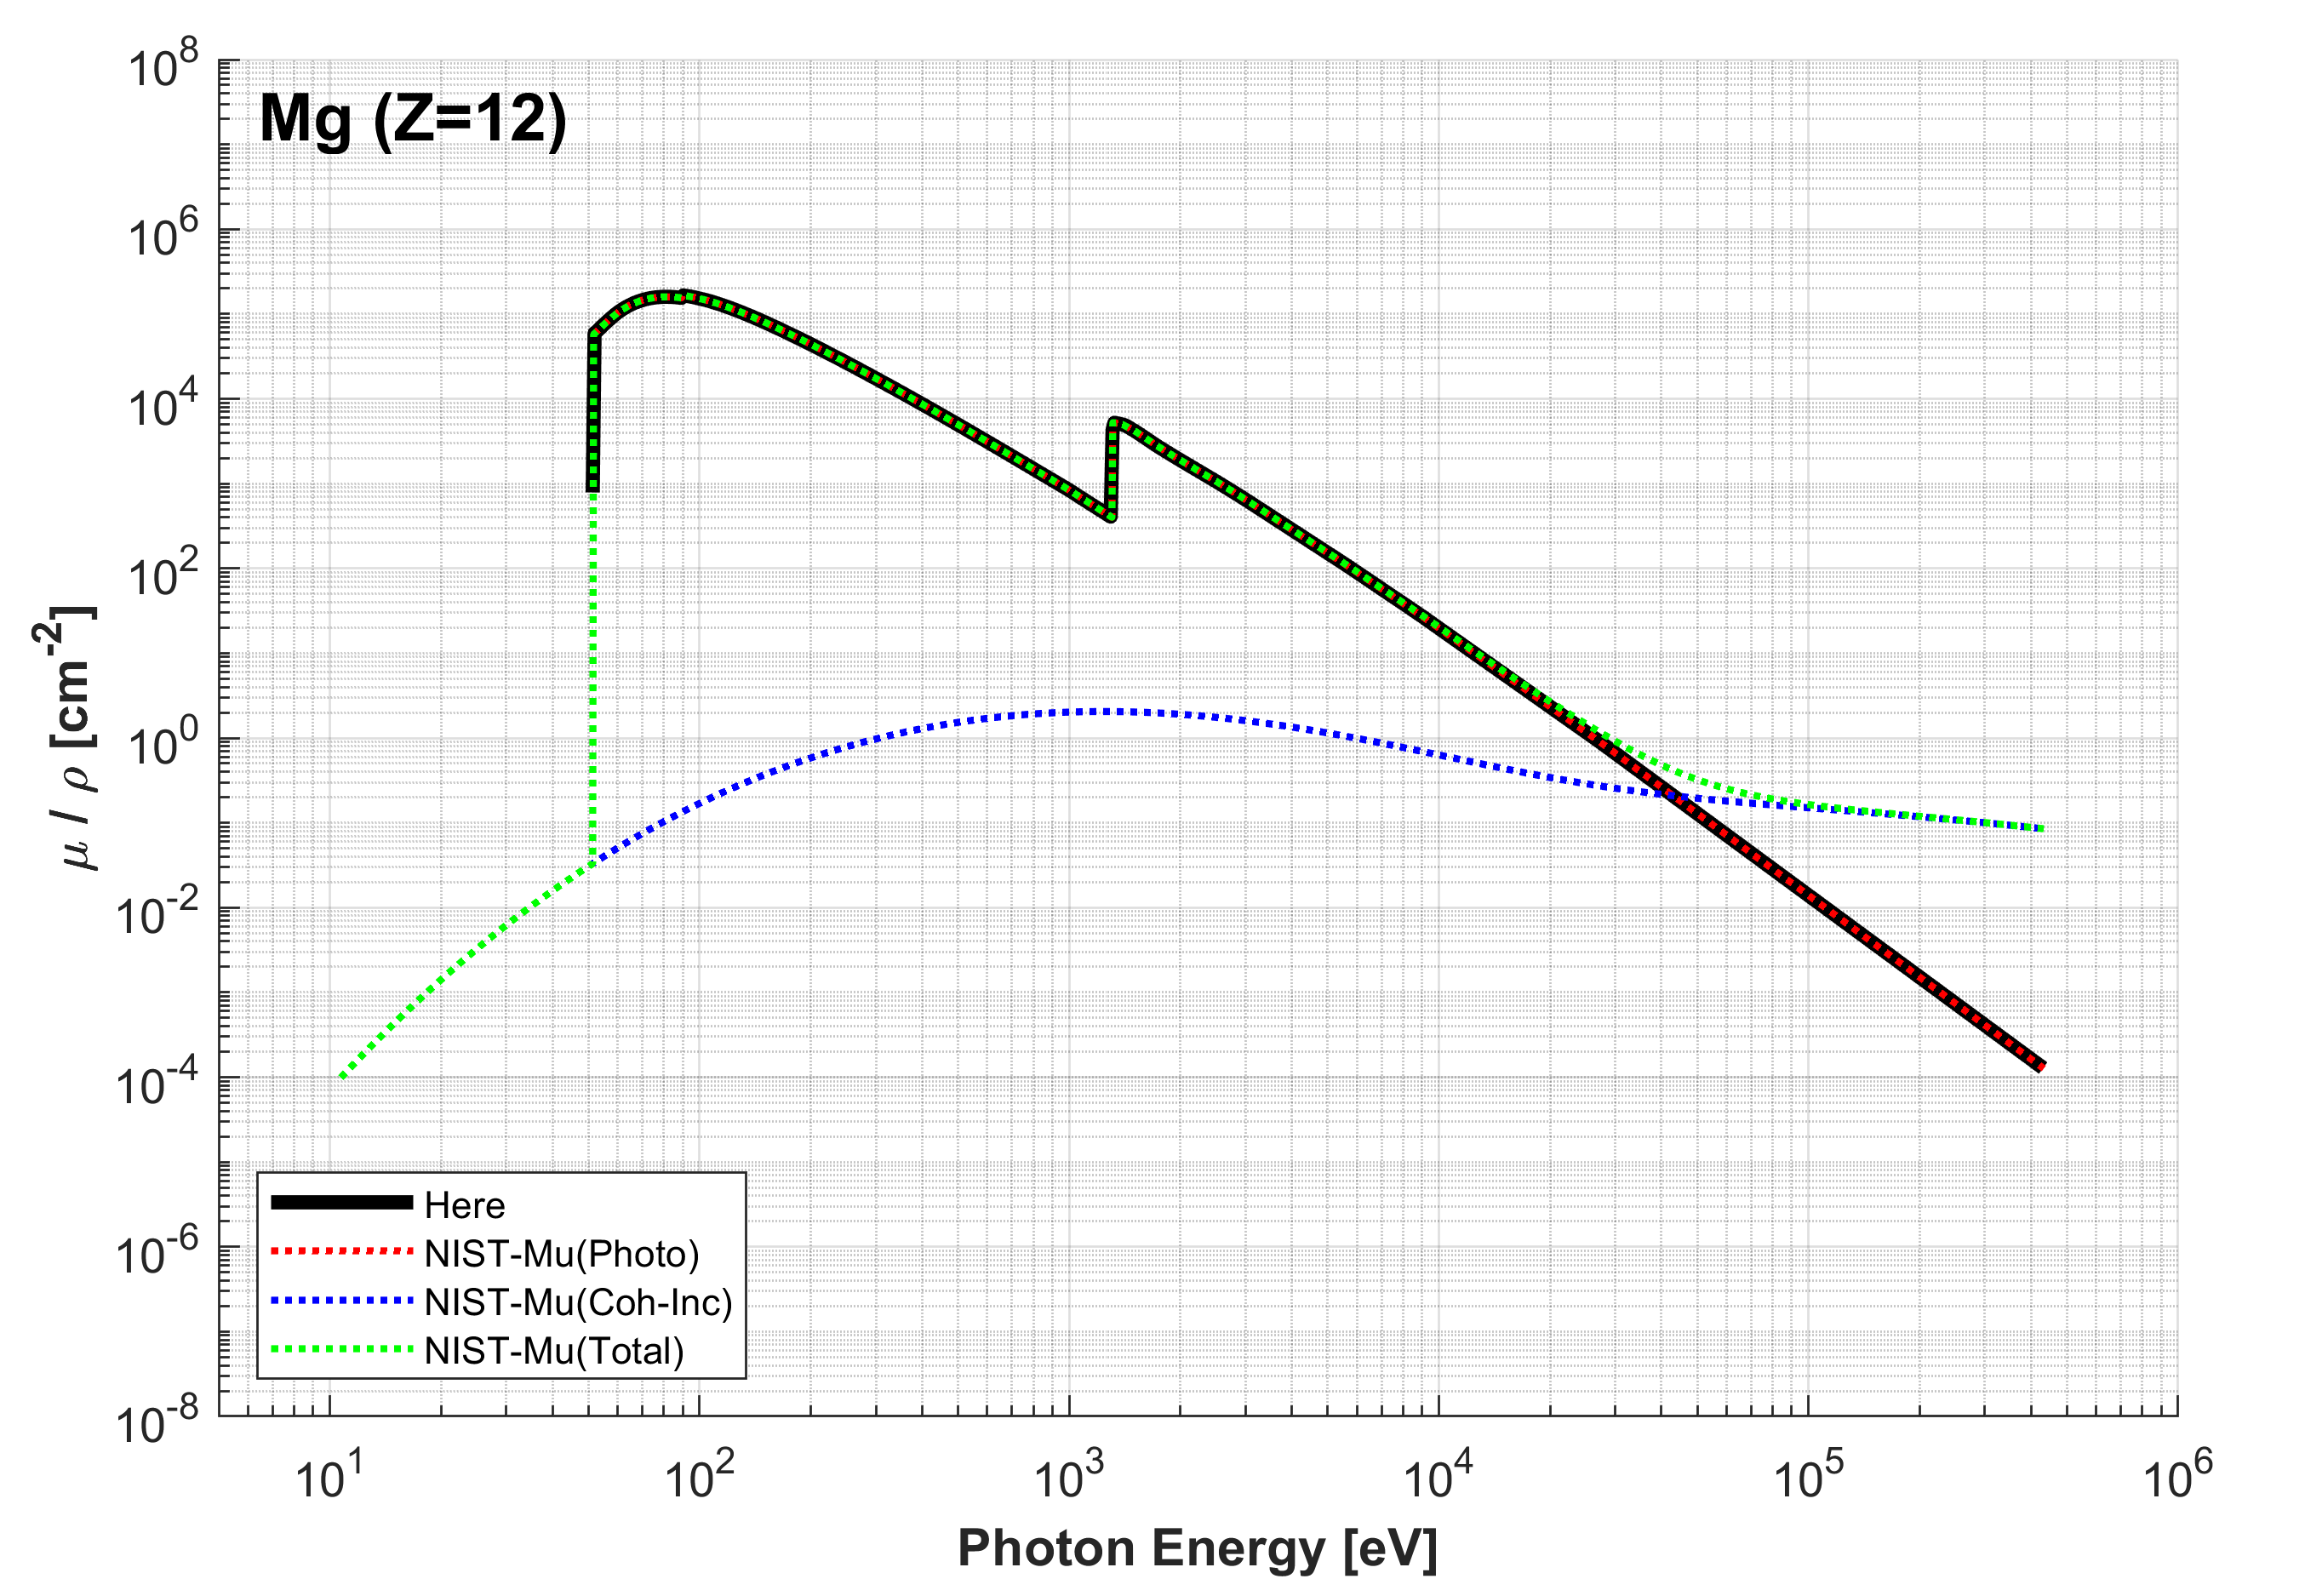 Mg (Z=12)
10^8
10^6
10^4
10^2
10^0
10^-2
10^-4
10^-6
10^-8
μ / ρ [cm^-2]
Here
NIST-Mu(Photo)
NIST-Mu(Coh-Inc)
NIST-Mu(Total)
10^1 10^2 10^3 10^4 10^5 10^6
Photon Energy [eV]